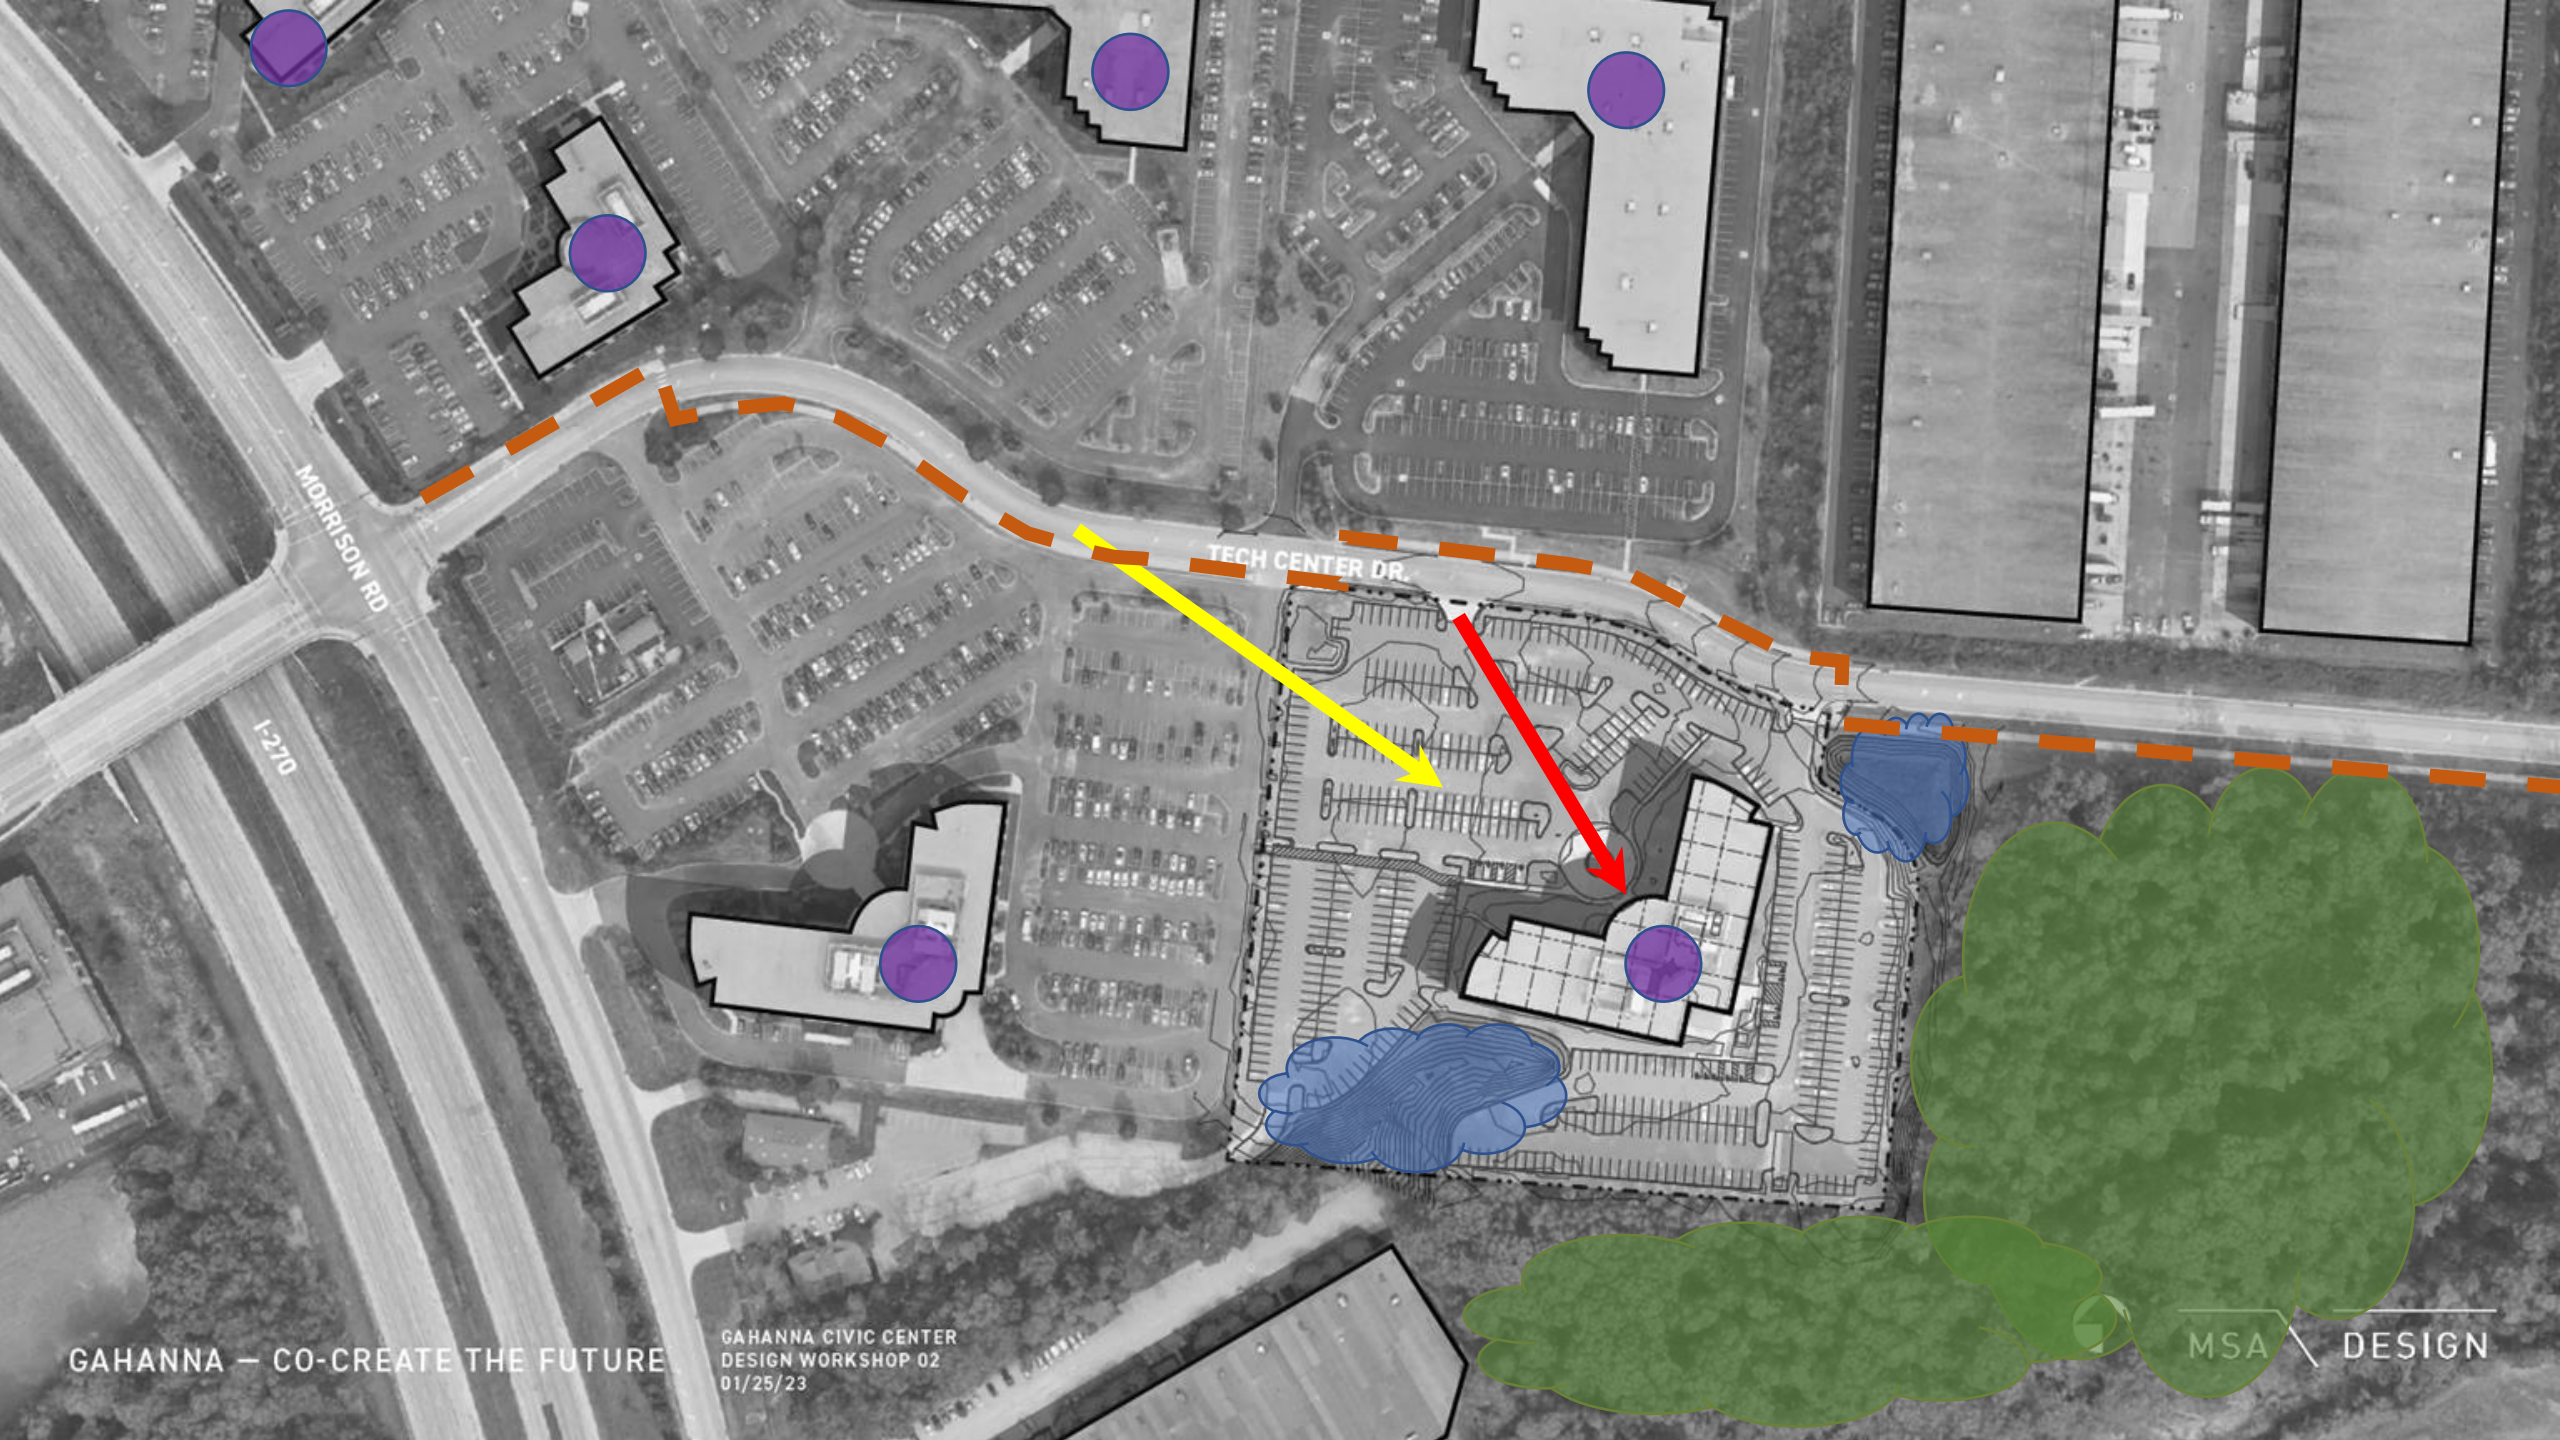 TECH CENTER DR.
MORRISON RD
I-270
GAHANNA — CO-CREATE THE FUTURE
GAHANNA CIVIC CENTER
DESIGN WORKSHOP 02
01/25/23
MSA DESIGN